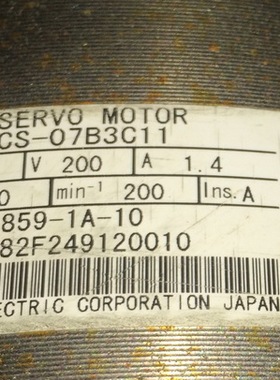 SERVO MOTOR
CS-07B3C11
V 200 A 1.4
0 min-1 200 Ins.A
859-1A-10
82F249120010
ECTRIC CORPORATION JAPAN